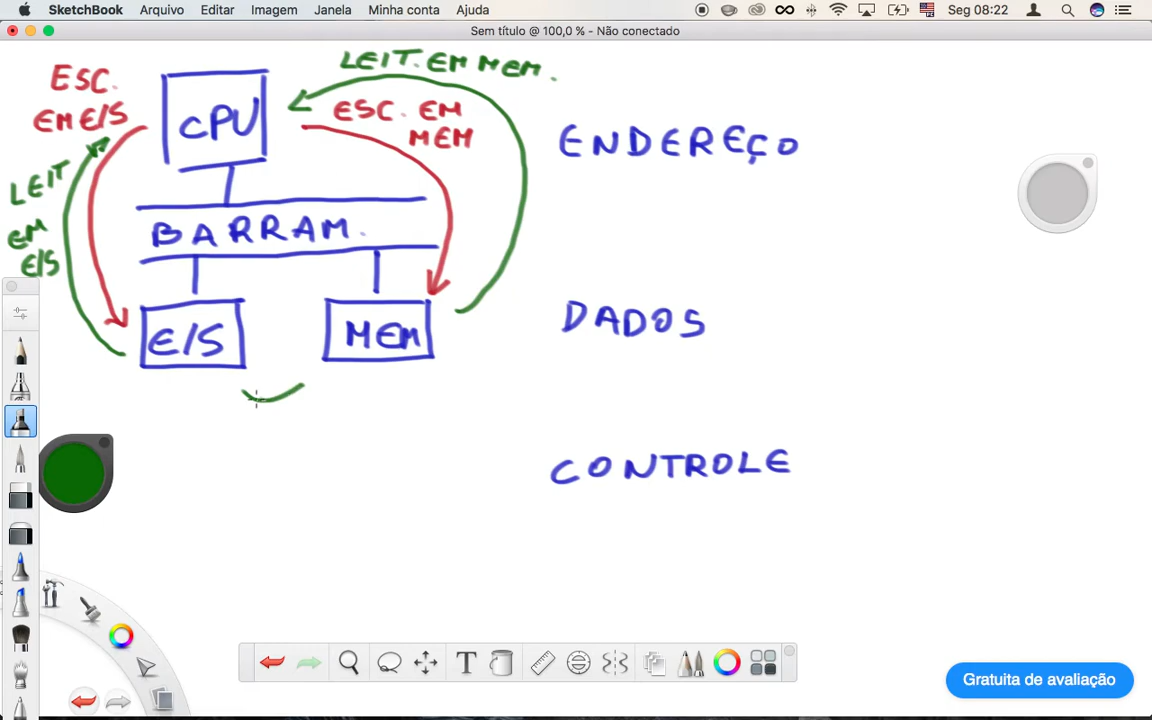 SketchBook Arquivo Editar Imagem Janela Minha conta Ajuda Seg 08:22
Sem título @ 100,0 % - Não conectado
LEIT. EM MEM.
ESC.
EM E/S
CPU
ESC. EM
MEM
ENDEREÇO
LEIT
EM
E/S
BARRAM.
E/S
MEM
DADOS
CONTROLE
T
Gratuita de avaliação